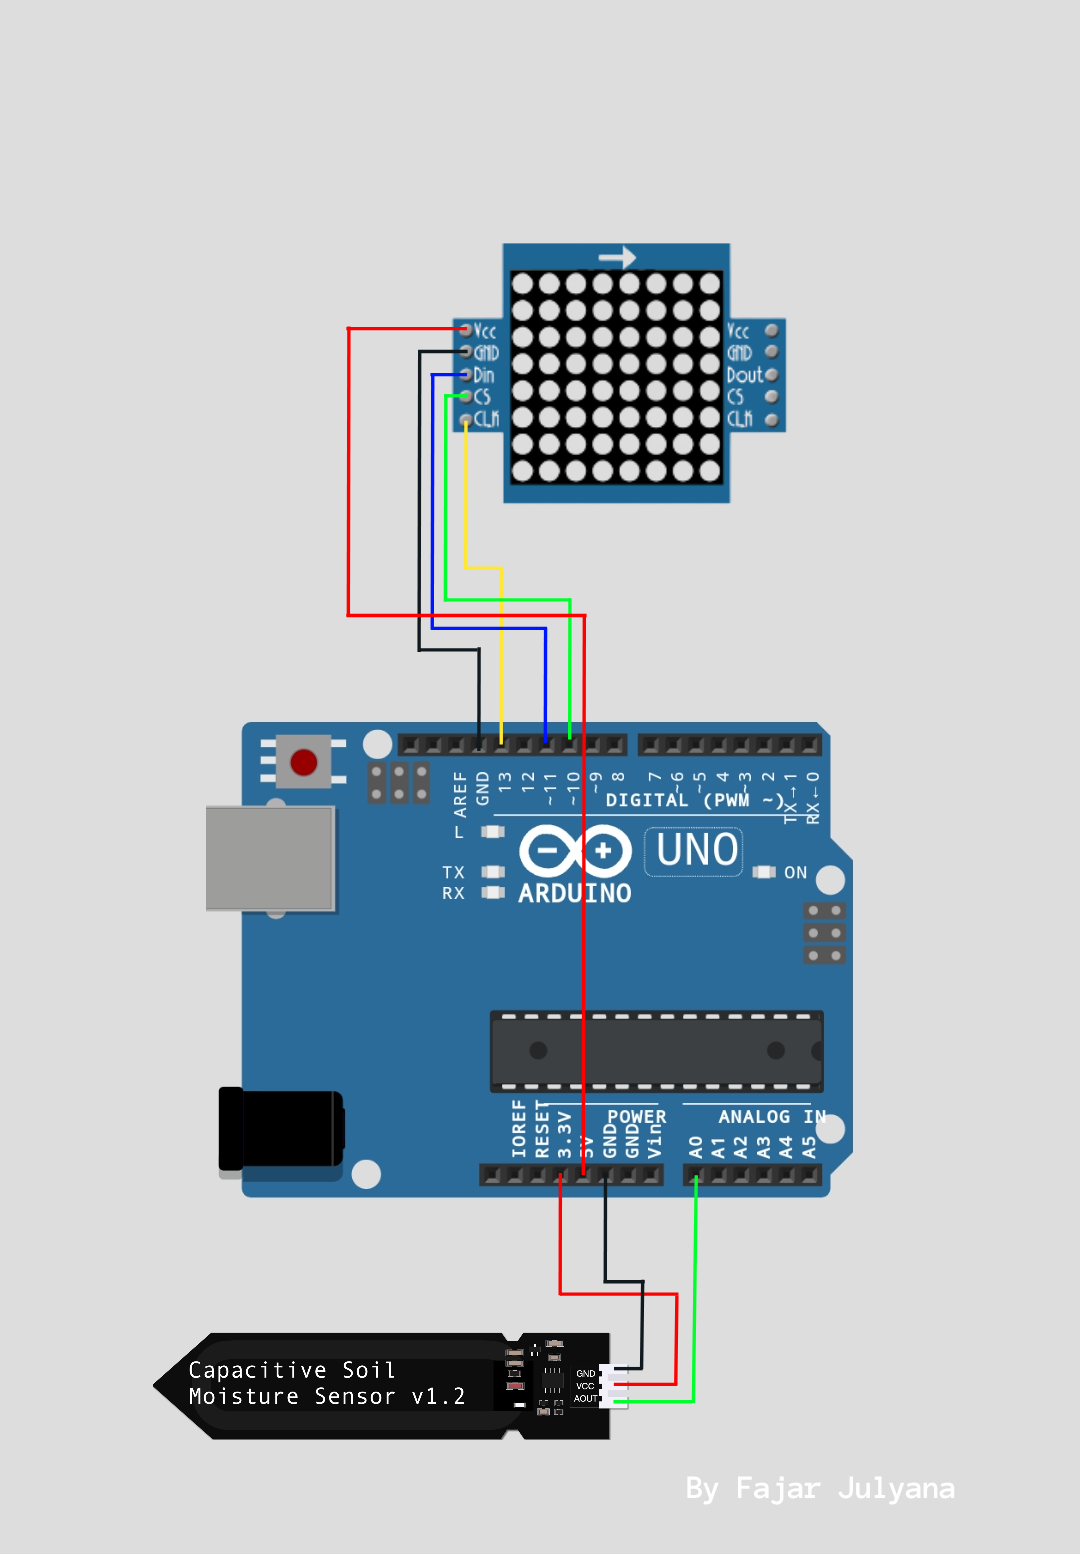 Vcc
GND
Din
CS
CLK
Vcc
GND
Dout
CS
CLK
AREF
GND
13
12
~11
~10
~9
8
7
~6
~5
4
~3
2
TX→1
RX←0
DIGITAL (PWM ~)
L
TX
RX
ARDUINO
UNO
ON
IOREF
RESET
3.3V
5V
GND
GND
Vin
POWER
ANALOG IN
A0
A1
A2
A3
A4
A5
Capacitive Soil
Moisture Sensor v1.2
GND
VCC
AOUT
By Fajar Julyana